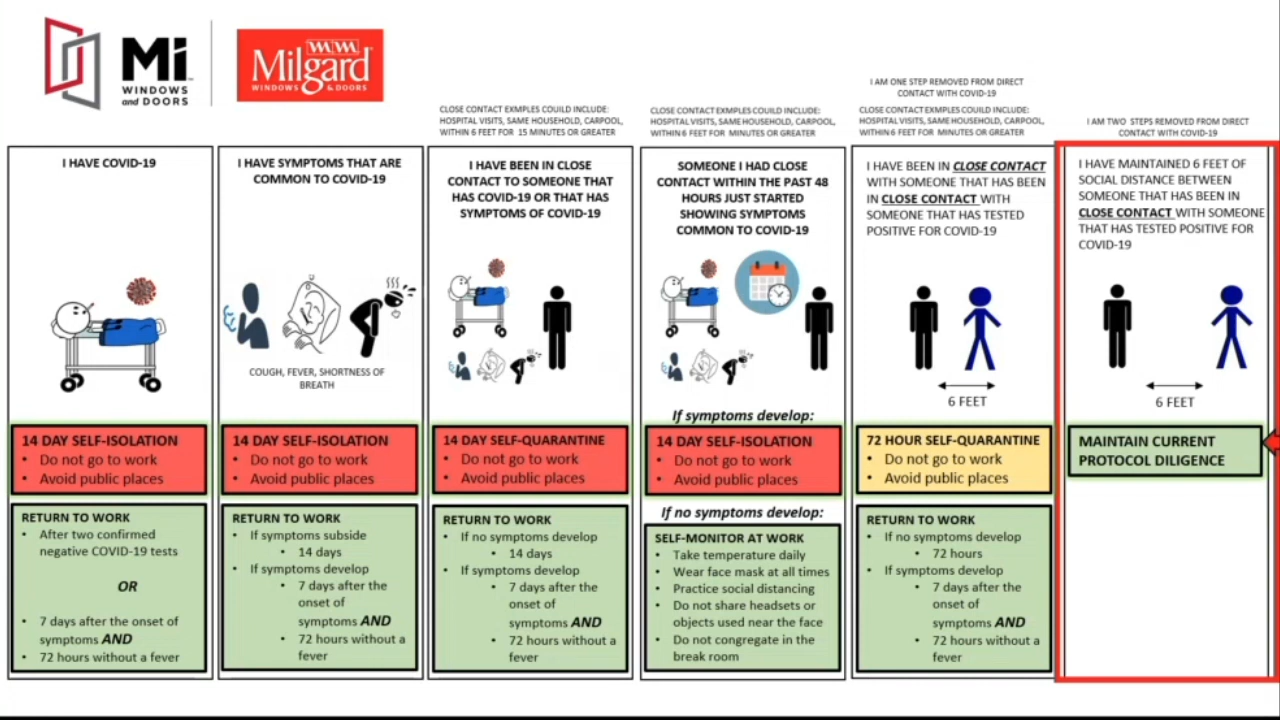 Mi
WINDOWS
and DOORS
Milgard
WINDOWS & DOORS
CLOSE CONTACT EXMPLES COUILD INCLUDE:
HOSPITAL VISITS, SAME HOUSEHOLD, CARPOOL,
WITHIN 6 FEET FOR 15 MINUTES OR GREATER
CLOSE CONTACT EXMPLES COUILD INCLUDE:
HOSPITAL VISITS, SAME HOUSEHOLD, CARPOOL,
WITHIN 6 FEET FOR MINUTES OR GREATER
I AM ONE STEP REMOVED FROM DIRECT
CONTACT WITH COVID-19
CLOSE CONTACT EXMPLES COUILD INCLUDE:
HOSPITAL VISITS, SAME HOUSEHOLD, CARPOOL,
WITHIN 6 FEET FOR MINUTES OR GREATER
I AM TWO STEPS REMOVED FROM DIRECT
CONTACT WITH COVID-19
I HAVE COVID-19
14 DAY SELF-ISOLATION
• Do not go to work
• Avoid public places
RETURN TO WORK
• After two confirmed
negative COVID-19 tests
OR
• 7 days after the onset of
symptoms AND
• 72 hours without a fever
I HAVE SYMPTOMS THAT ARE
COMMON TO COVID-19
COUGH, FEVER, SHORTNESS OF
BREATH
14 DAY SELF-ISOLATION
• Do not go to work
• Avoid public places
RETURN TO WORK
• If symptoms subside
• 14 days
• If symptoms develop
• 7 days after the
onset of
symptoms AND
• 72 hours without a
fever
I HAVE BEEN IN CLOSE
CONTACT TO SOMEONE THAT
HAS COVID-19 OR THAT HAS
SYMPTOMS OF COVID-19
14 DAY SELF-QUARANTINE
• Do not go to work
• Avoid public places
RETURN TO WORK
• If no symptoms develop
• 14 days
• If symptoms develop
• 7 days after the
onset of
symptoms AND
• 72 hours without a
fever
SOMEONE I HAD CLOSE
CONTACT WITHIN THE PAST 48
HOURS JUST STARTED
SHOWING SYMPTOMS
COMMON TO COVID-19
If symptoms develop:
14 DAY SELF-ISOLATION
• Do not go to work
• Avoid public places
If no symptoms develop:
SELF-MONITOR AT WORK
• Take temperature daily
• Wear face mask at all times
• Practice social distancing
• Do not share headsets or
objects used near the face
• Do not congregate in the
break room
I HAVE BEEN IN CLOSE CONTACT
WITH SOMEONE THAT HAS BEEN
IN CLOSE CONTACT WITH
SOMEONE THAT HAS TESTED
POSITIVE FOR COVID-19
6 FEET
72 HOUR SELF-QUARANTINE
• Do not go to work
• Avoid public places
RETURN TO WORK
• If no symptoms develop
• 72 hours
• If symptoms develop
• 7 days after the
onset of
symptoms AND
• 72 hours without a
fever
I HAVE MAINTAINED 6 FEET OF
SOCIAL DISTANCE BETWEEN
SOMEONE THAT HAS BEEN IN
CLOSE CONTACT WITH SOMEONE
THAT HAS TESTED POSITIVE FOR
COVID-19
6 FEET
MAINTAIN CURRENT
PROTOCOL DILIGENCE